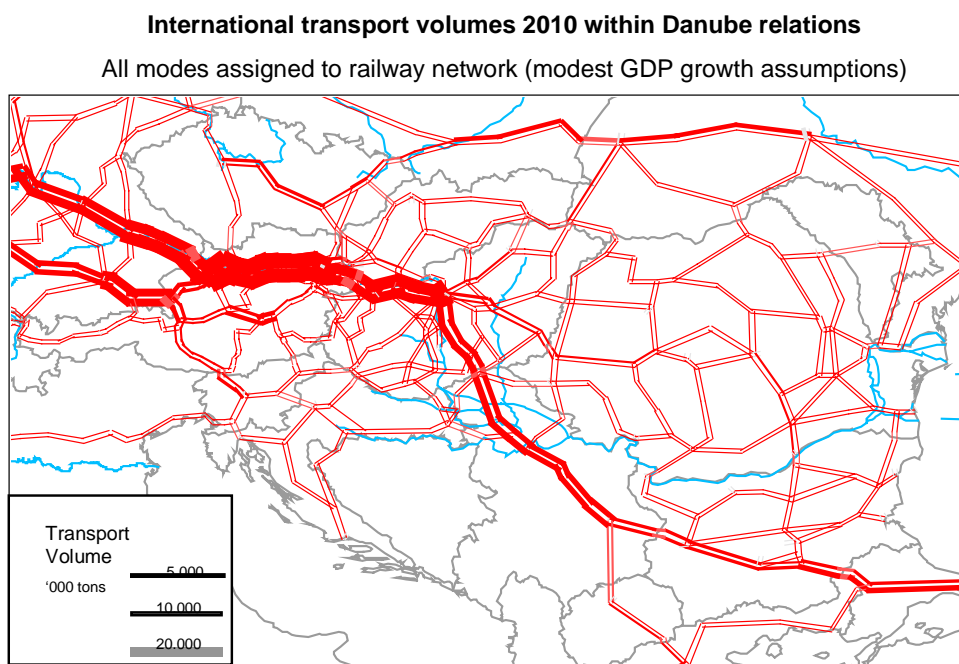 International transport volumes 2010 within Danube relations
All modes assigned to railway network (modest GDP growth assumptions)
Transport
Volume
‘000 tons
5.000
10.000
20.000